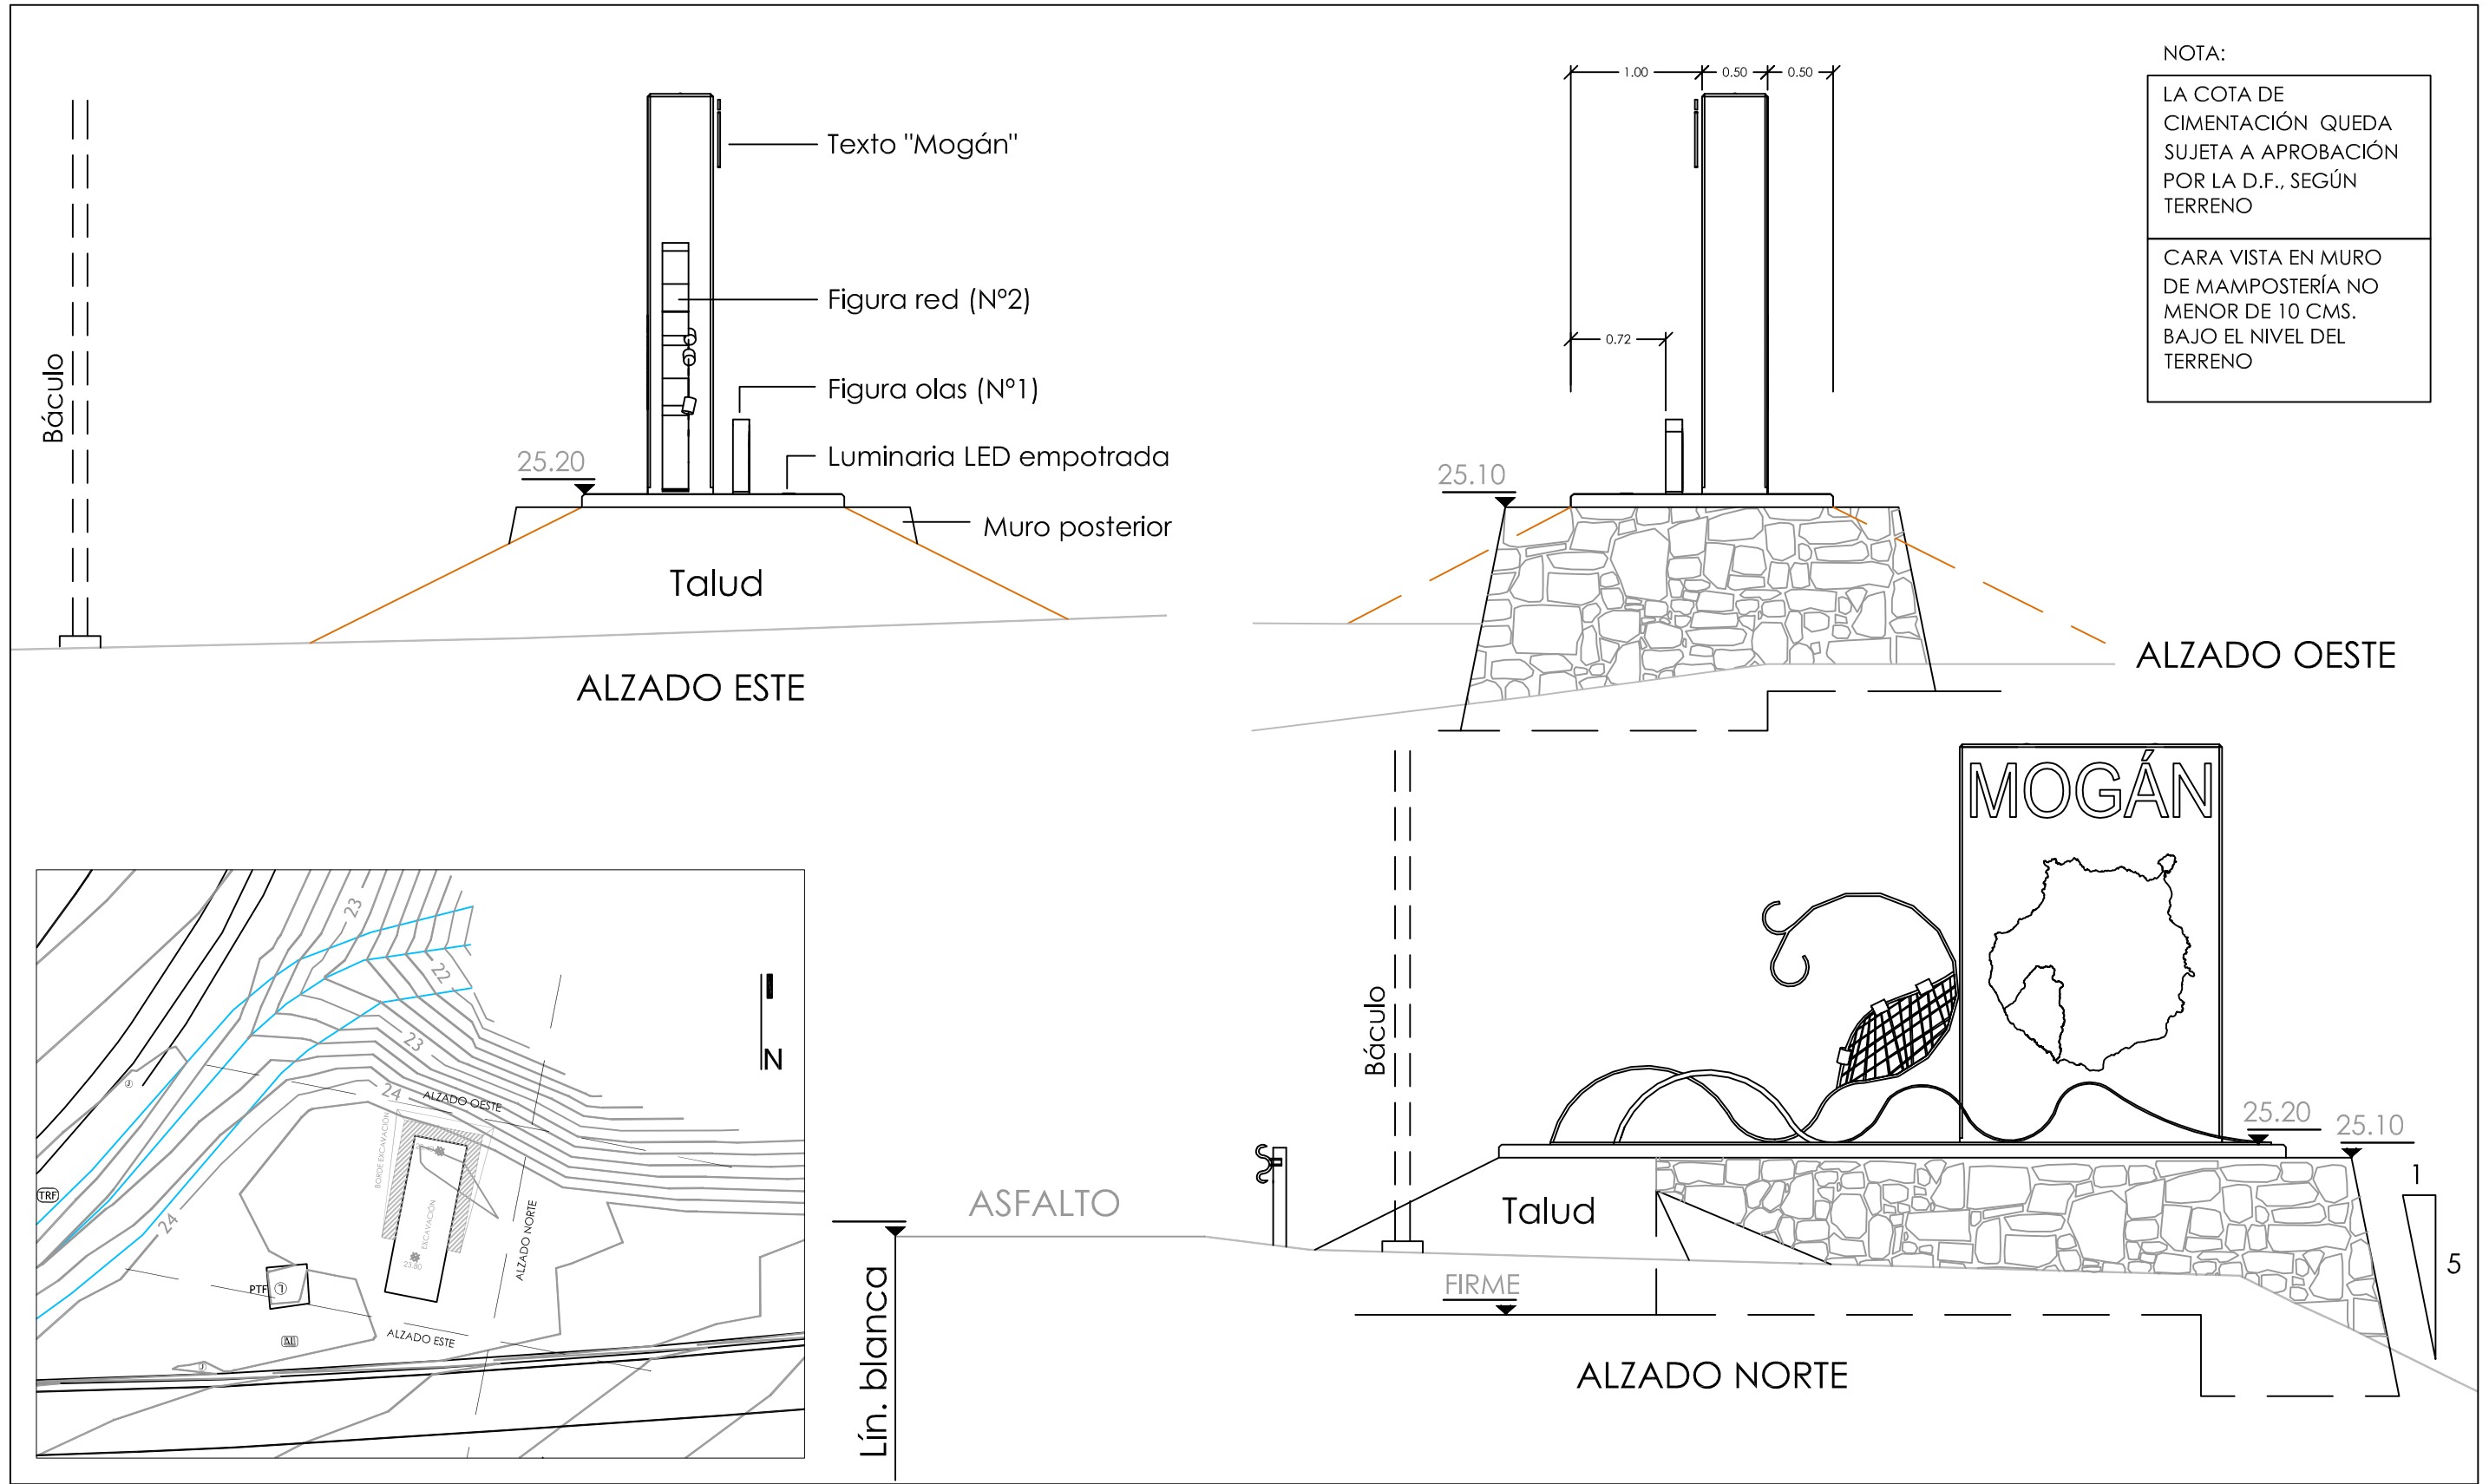 Báculo
25.20
Texto "Mogán"
Figura red (Nº2)
Figura olas (Nº1)
Luminaria LED empotrada
Muro posterior
Talud
ALZADO ESTE
1.00
0.50
0.50
0.72
25.10
ALZADO OESTE
NOTA:
LA COTA DE
CIMENTACIÓN QUEDA
SUJETA A APROBACIÓN
POR LA D.F., SEGÚN
TERRENO
CARA VISTA EN MURO
DE MAMPOSTERÍA NO
MENOR DE 10 CMS.
BAJO EL NIVEL DEL
TERRENO
23
22
23
24
24
N
ALZADO OESTE
BORDE EXCAVACIÓN
EXCAVACIÓN
23.80
ALZADO NORTE
TRF
PTF
ALZADO ESTE
Lín. blanca
ASFALTO
Báculo
MOGÁN
25.20
25.10
Talud
FIRME
1
5
ALZADO NORTE